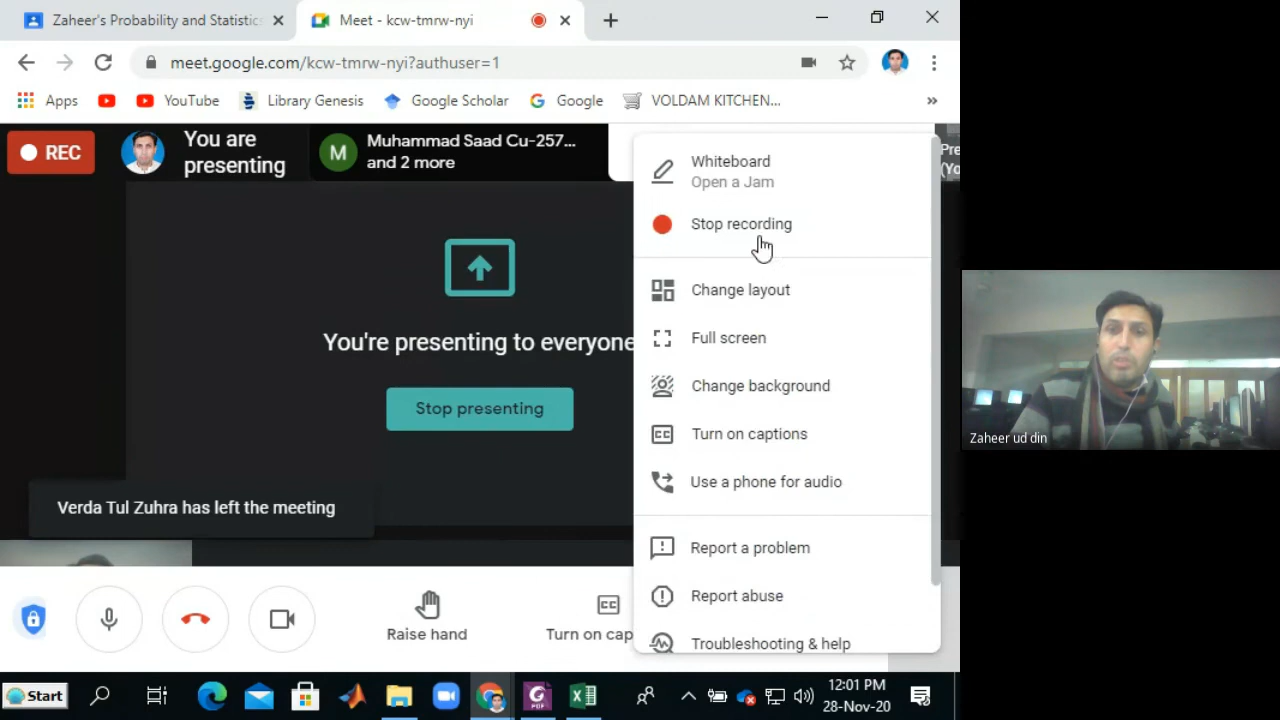 Zaheer's Probability and Statistics
Meet - kcw-tmrw-nyi
meet.google.com/kcw-tmrw-nyi?authuser=1
Apps
YouTube
Library Genesis
Google Scholar
Google
VOLDAM KITCHEN...
REC
You are
presenting
M
Muhammad Saad Cu-257...
and 2 more
Pre
(Yo
Whiteboard
Open a Jam
Stop recording
Change layout
Full screen
Change background
Turn on captions
Use a phone for audio
Report a problem
Report abuse
Troubleshooting & help
You're presenting to everyone
Stop presenting
Verda Tul Zuhra has left the meeting
Raise hand
Turn on cap
Zaheer ud din
Start
12:01 PM
28-Nov-20